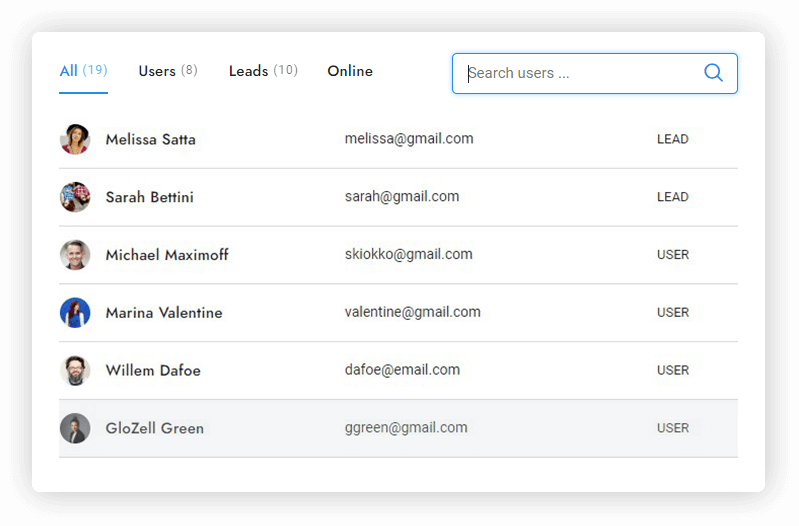 All (19) Users (8) Leads (10) Online Search users ...
Melissa Satta melissa@gmail.com LEAD
Sarah Bettini sarah@gmail.com LEAD
Michael Maximoff skiokko@gmail.com USER
Marina Valentine valentine@gmail.com USER
Willem Dafoe dafoe@email.com USER
GloZell Green ggreen@gmail.com USER